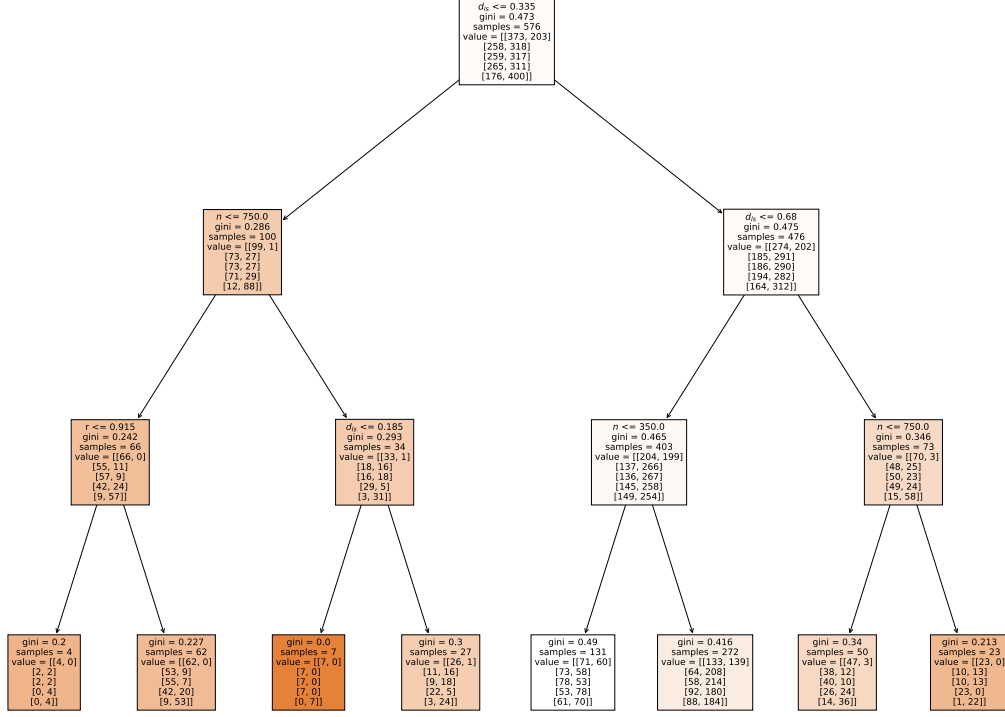 d_ls <= 0.335
gini = 0.473
samples = 576
value = [[373, 203]
[258, 318]
[259, 317]
[265, 311]
[176, 400]]
n <= 750.0
gini = 0.286
samples = 100
value = [[99, 1]
[73, 27]
[73, 27]
[71, 29]
[12, 88]]
d_ls <= 0.68
gini = 0.475
samples = 476
value = [[274, 202]
[185, 291]
[186, 290]
[194, 282]
[164, 312]]
r <= 0.915
gini = 0.242
samples = 66
value = [[66, 0]
[55, 11]
[57, 9]
[42, 24]
[9, 57]]
d_ls <= 0.185
gini = 0.293
samples = 34
value = [[33, 1]
[18, 16]
[16, 18]
[29, 5]
[3, 31]]
n <= 350.0
gini = 0.465
samples = 403
value = [[204, 199]
[137, 266]
[136, 267]
[145, 258]
[149, 254]]
n <= 750.0
gini = 0.346
samples = 73
value = [[70, 3]
[48, 25]
[50, 23]
[49, 24]
[15, 58]]
gini = 0.2
samples = 4
value = [[4, 0]
[2, 2]
[2, 2]
[0, 4]
[0, 4]]
gini = 0.227
samples = 62
value = [[62, 0]
[53, 9]
[55, 7]
[42, 20]
[9, 53]]
gini = 0.0
samples = 7
value = [[7, 0]
[7, 0]
[7, 0]
[7, 0]
[0, 7]]
gini = 0.3
samples = 27
value = [[26, 1]
[11, 16]
[9, 18]
[22, 5]
[3, 24]]
gini = 0.49
samples = 131
value = [[71, 60]
[73, 58]
[78, 53]
[53, 78]
[61, 70]]
gini = 0.416
samples = 272
value = [[133, 139]
[64, 208]
[58, 214]
[92, 180]
[88, 184]]
gini = 0.34
samples = 50
value = [[47, 3]
[38, 12]
[40, 10]
[26, 24]
[14, 36]]
gini = 0.213
samples = 23
value = [[23, 0]
[10, 13]
[10, 13]
[23, 0]
[1, 22]]